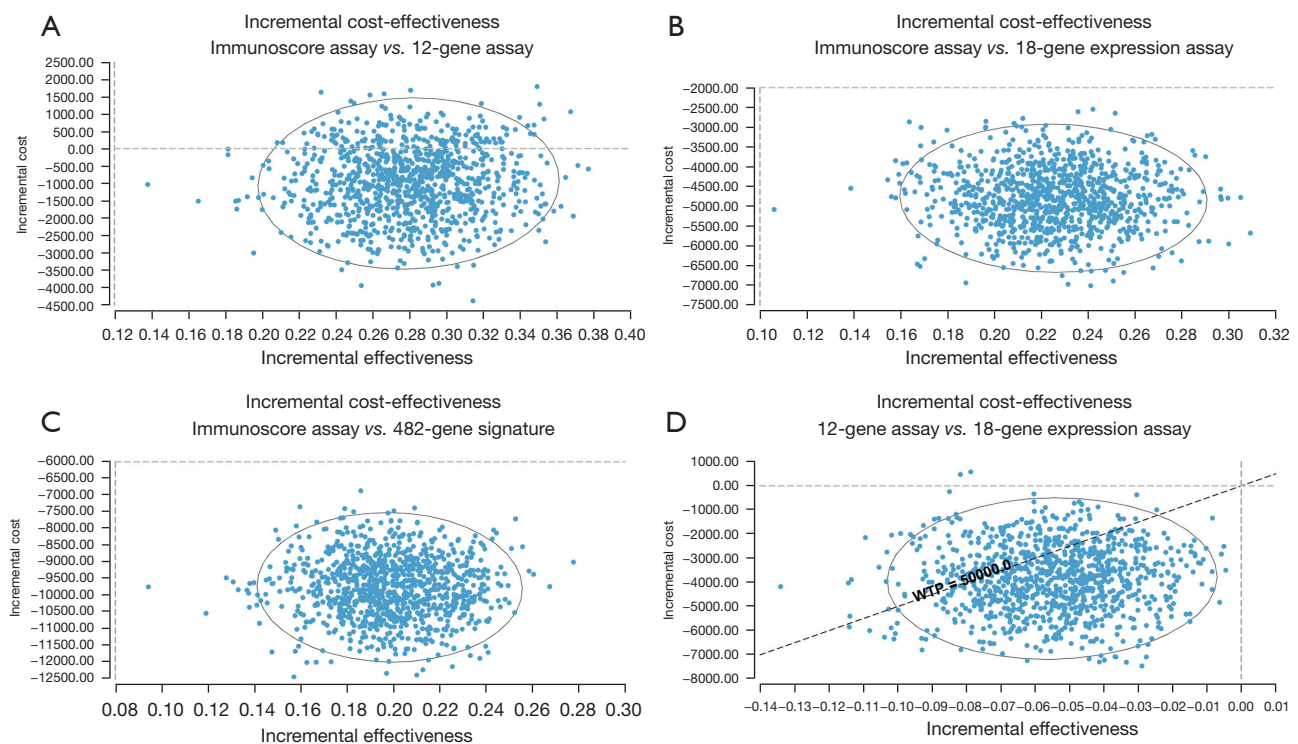 A
Incremental cost-effectiveness
Immunoscore assay vs. 12-gene assay
Incremental cost
2500.00
2000.00
1500.00
1000.00
500.00
0.00
−500.00
−1000.00
−1500.00
−2000.00
−2500.00
−3000.00
−3500.00
−4000.00
−4500.00
0.12 0.14 0.16 0.18 0.20 0.22 0.24 0.26 0.28 0.30 0.32 0.34 0.36 0.38 0.40
Incremental effectiveness
B
Incremental cost-effectiveness
Immunoscore assay vs. 18-gene expression assay
Incremental cost
−2000.00
−2500.00
−3000.00
−3500.00
−4000.00
−4500.00
−5000.00
−5500.00
−6000.00
−6500.00
−7000.00
−7500.00
0.10 0.12 0.14 0.16 0.18 0.20 0.22 0.24 0.26 0.28 0.30 0.32
Incremental effectiveness
C
Incremental cost-effectiveness
Immunoscore assay vs. 482-gene signature
Incremental cost
−6000.00
−6500.00
−7000.00
−7500.00
−8000.00
−8500.00
−9000.00
−9500.00
−10000.00
−10500.00
−11000.00
−11500.00
−12000.00
−12500.00
0.08 0.10 0.12 0.14 0.16 0.18 0.20 0.22 0.24 0.26 0.28 0.30
Incremental effectiveness
D
Incremental cost-effectiveness
12-gene assay vs. 18-gene expression assay
Incremental cost
1000.00
0.00
−1000.00
−2000.00
−3000.00
−4000.00
−5000.00
−6000.00
−7000.00
−8000.00
WTP = 50000.0
−0.14 −0.13 −0.12 −0.11 −0.10 −0.09 −0.08 −0.07 −0.06 −0.05 −0.04 −0.03 −0.02 −0.01 0.00 0.01
Incremental effectiveness